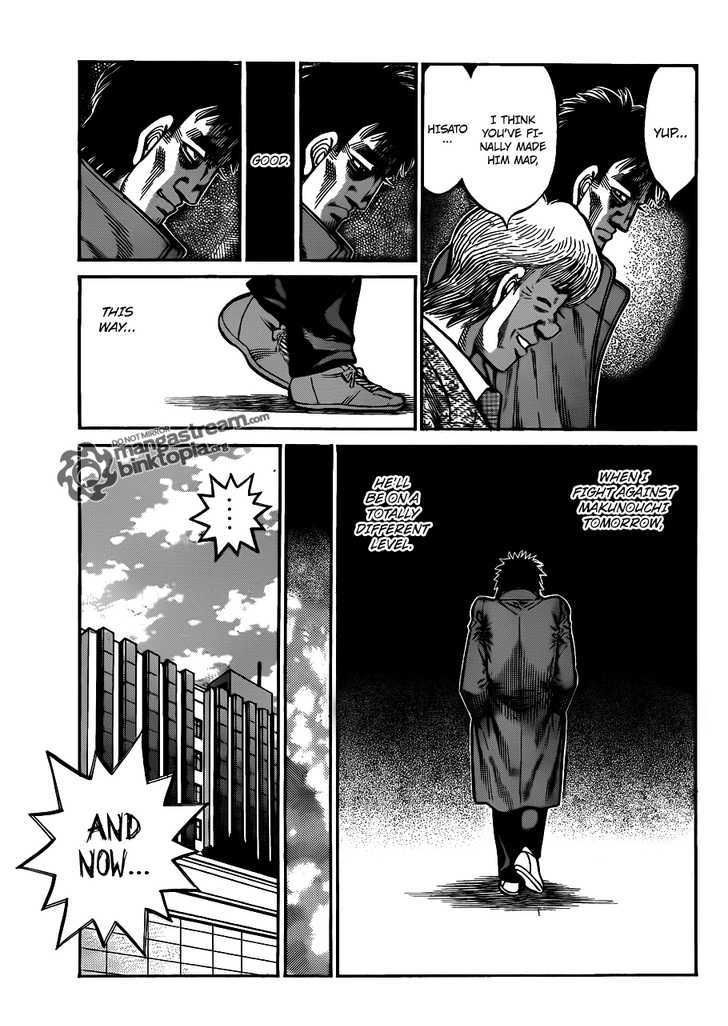 YUP...
I THINK
YOU'VE FI-
NALLY MADE
HIM MAD,
HISATO
...
GOOD.
THIS
WAY...
WHEN I
FIGHT AGAINST
MAKUNOUCHI
TOMORROW,
HE'LL
BE ON A
TOTALLY
DIFFERENT
LEVEL.
DO NOT MIRROR
mangastream.com
binktopia.org
....
AND
NOW...